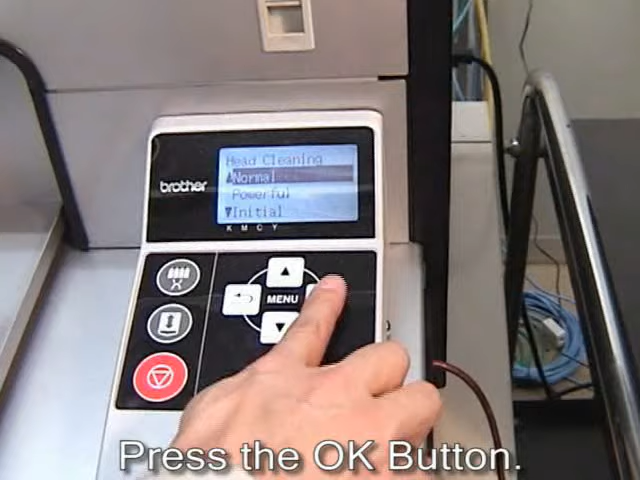 Head Cleaning
Normal
Powerful
Initial
brother
K M C Y
MENU
Press the OK Button.